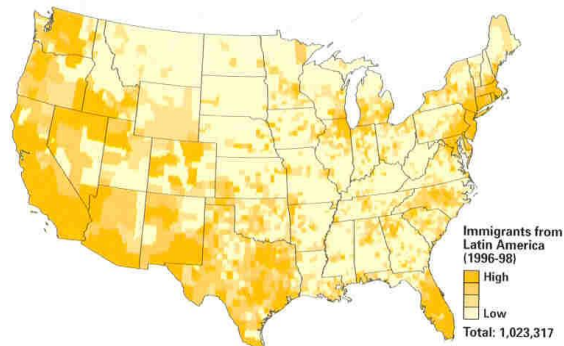 Immigrants from
Latin America
(1996-98)
High
Low
Total: 1,023,317